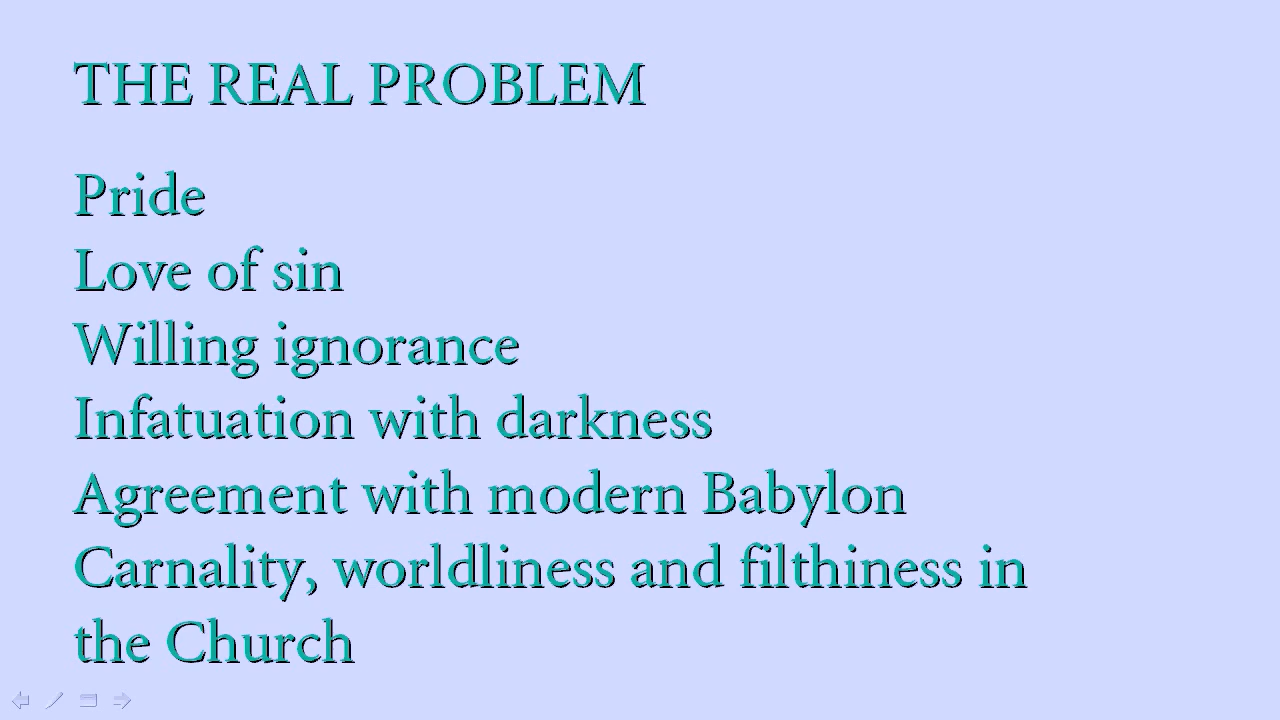 THE REAL PROBLEM
Pride
Love of sin
Willing ignorance
Infatuation with darkness
Agreement with modern Babylon
Carnality, worldliness and filthiness in
the Church